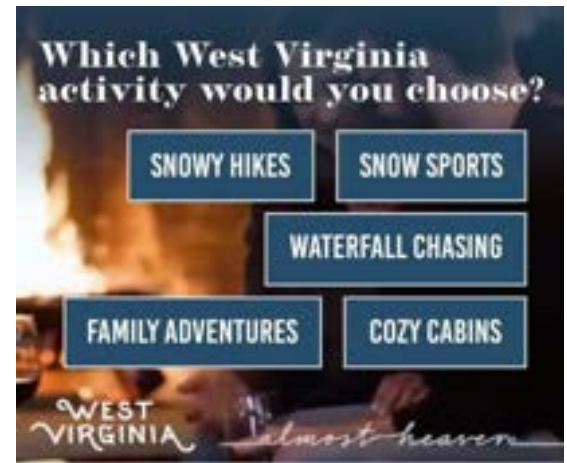 Which West Virginia
activity would you choose?
SNOWY HIKES
SNOW SPORTS
WATERFALL CHASING
FAMILY ADVENTURES
COZY CABINS
WEST
VIRGINIA
almost heaven